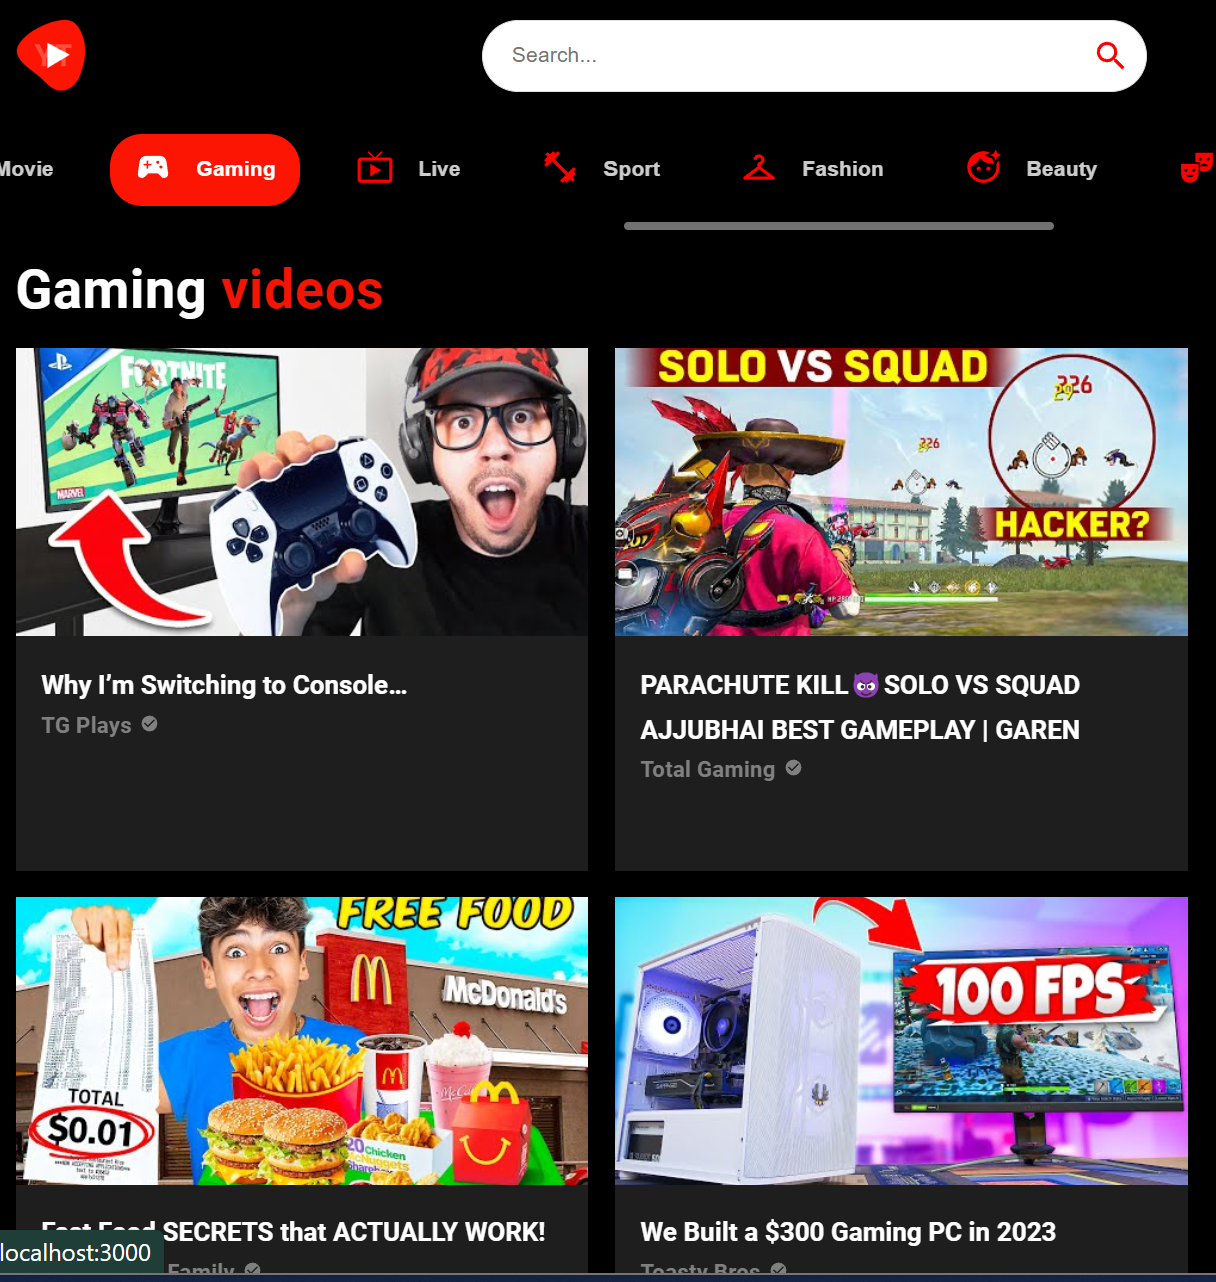 YT
Search...
Movie
Gaming
Live
Sport
Fashion
Beauty
Gaming videos
FORTNITE
MARVEL
SOLO VS SQUAD
226
226
HACKER?
Why I’m Switching to Console…
TG Plays
PARACHUTE KILL😈SOLO VS SQUAD
AJJUBHAI BEST GAMEPLAY | GAREN
Total Gaming
FREE FOOD
McDonald's
TOTAL
$0.01
20 Chicken
McNuggets
100 FPS
Fast Food SECRETS that ACTUALLY WORK!
Family
We Built a $300 Gaming PC in 2023
Toasty Bros
localhost:3000